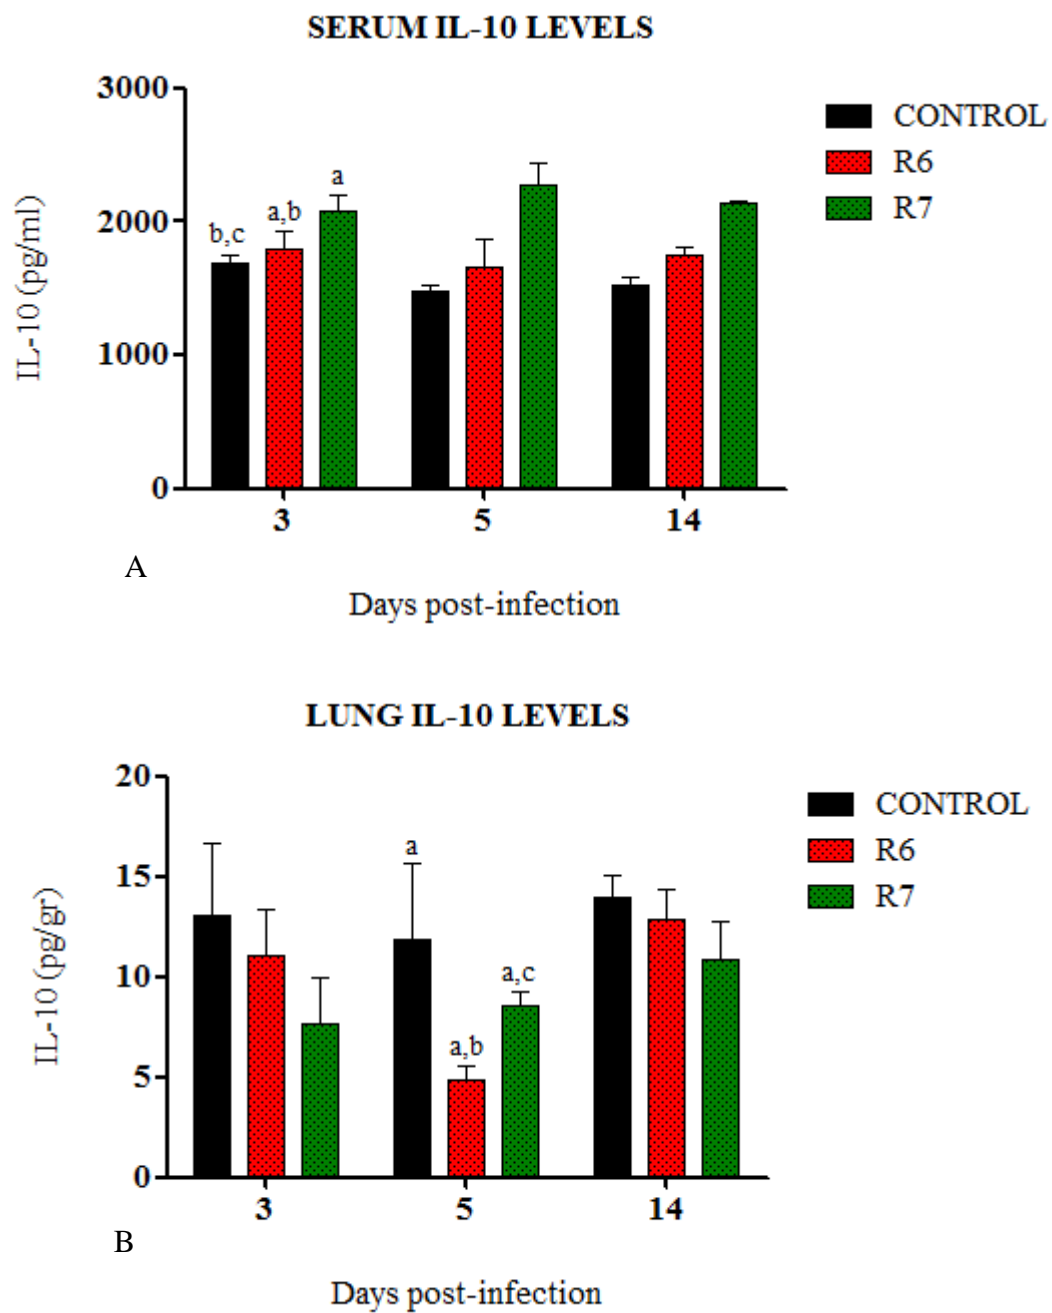 SERUM IL-10 LEVELS
3000
2000
1000
0
IL-10 (pg/ml)
b,c
a,b
a
3
5
14
CONTROL
R6
R7
A
Days post-infection
LUNG IL-10 LEVELS
20
15
10
5
0
IL-10 (pg/gr)
a
a,b
a,c
3
5
14
CONTROL
R6
R7
B
Days post-infection